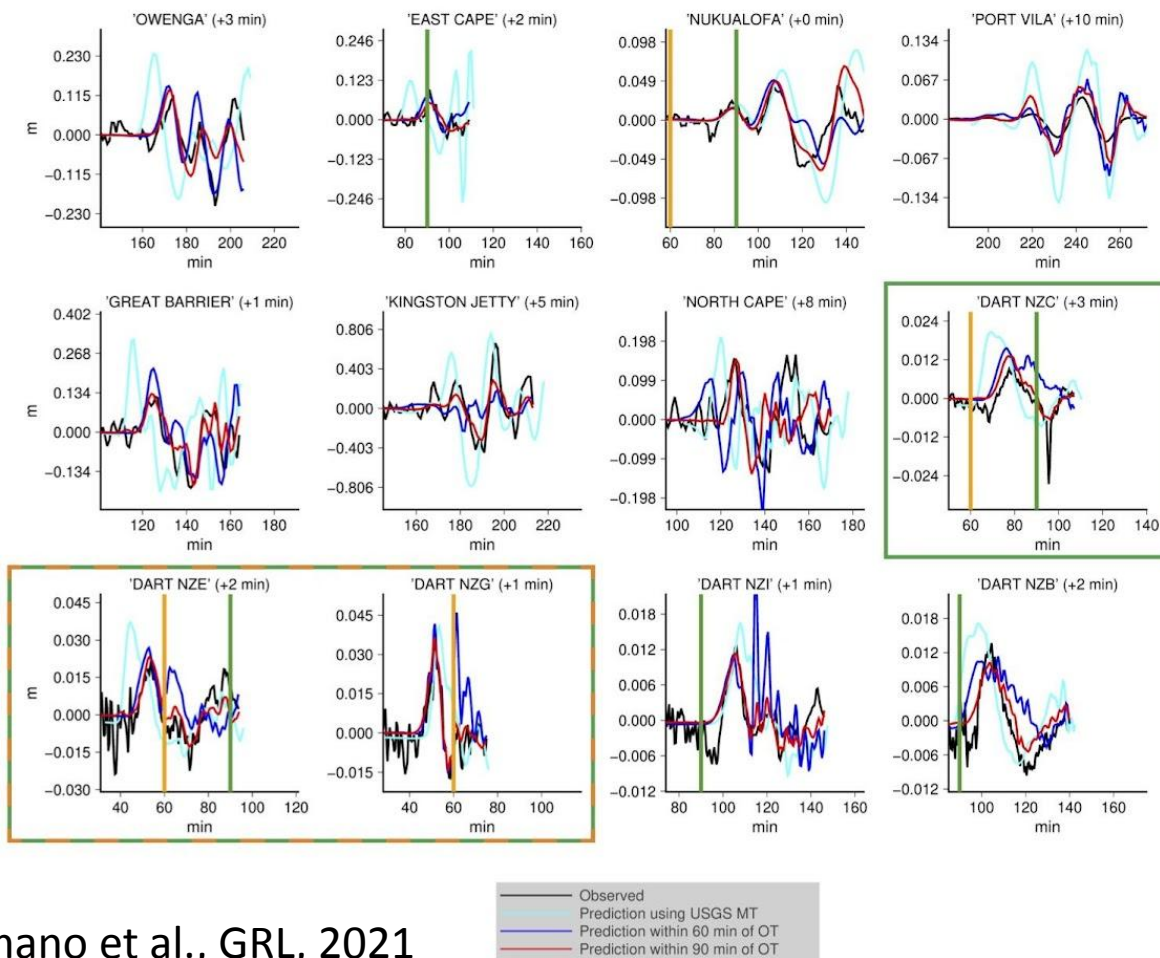 'OWENGA' (+3 min)
0.230
0.115
0.000
−0.115
−0.230
m
160 180 200 220
min
'EAST CAPE' (+2 min)
0.246
0.123
0.000
−0.123
−0.246
80 100 120 140 160
min
'NUKUALOFA' (+0 min)
0.098
0.049
0.000
−0.049
−0.098
60 80 100 120 140
min
'PORT VILA' (+10 min)
0.134
0.067
0.000
−0.067
−0.134
200 220 240 260
min
'GREAT BARRIER' (+1 min)
0.402
0.268
0.134
0.000
−0.134
m
120 140 160 180
min
'KINGSTON JETTY' (+5 min)
0.806
0.403
0.000
−0.403
−0.806
160 180 200 220
min
'NORTH CAPE' (+8 min)
0.198
0.099
0.000
−0.099
−0.198
100 120 140 160 180
min
'DART NZC' (+3 min)
0.024
0.012
0.000
−0.012
−0.024
60 80 100 120 140
min
'DART NZE' (+2 min)
0.045
0.030
0.015
0.000
−0.015
−0.030
m
40 60 80 100 120
min
'DART NZG' (+1 min)
0.045
0.030
0.015
0.000
−0.015
40 60 80 100
min
'DART NZI' (+1 min)
0.018
0.012
0.006
0.000
−0.006
−0.012
80 100 120 140 160
min
'DART NZB' (+2 min)
0.018
0.012
0.006
0.000
−0.006
−0.012
100 120 140 160
min
Observed
Prediction using USGS MT
Prediction within 60 min of OT
Prediction within 90 min of OT
mano et al., GRL, 2021